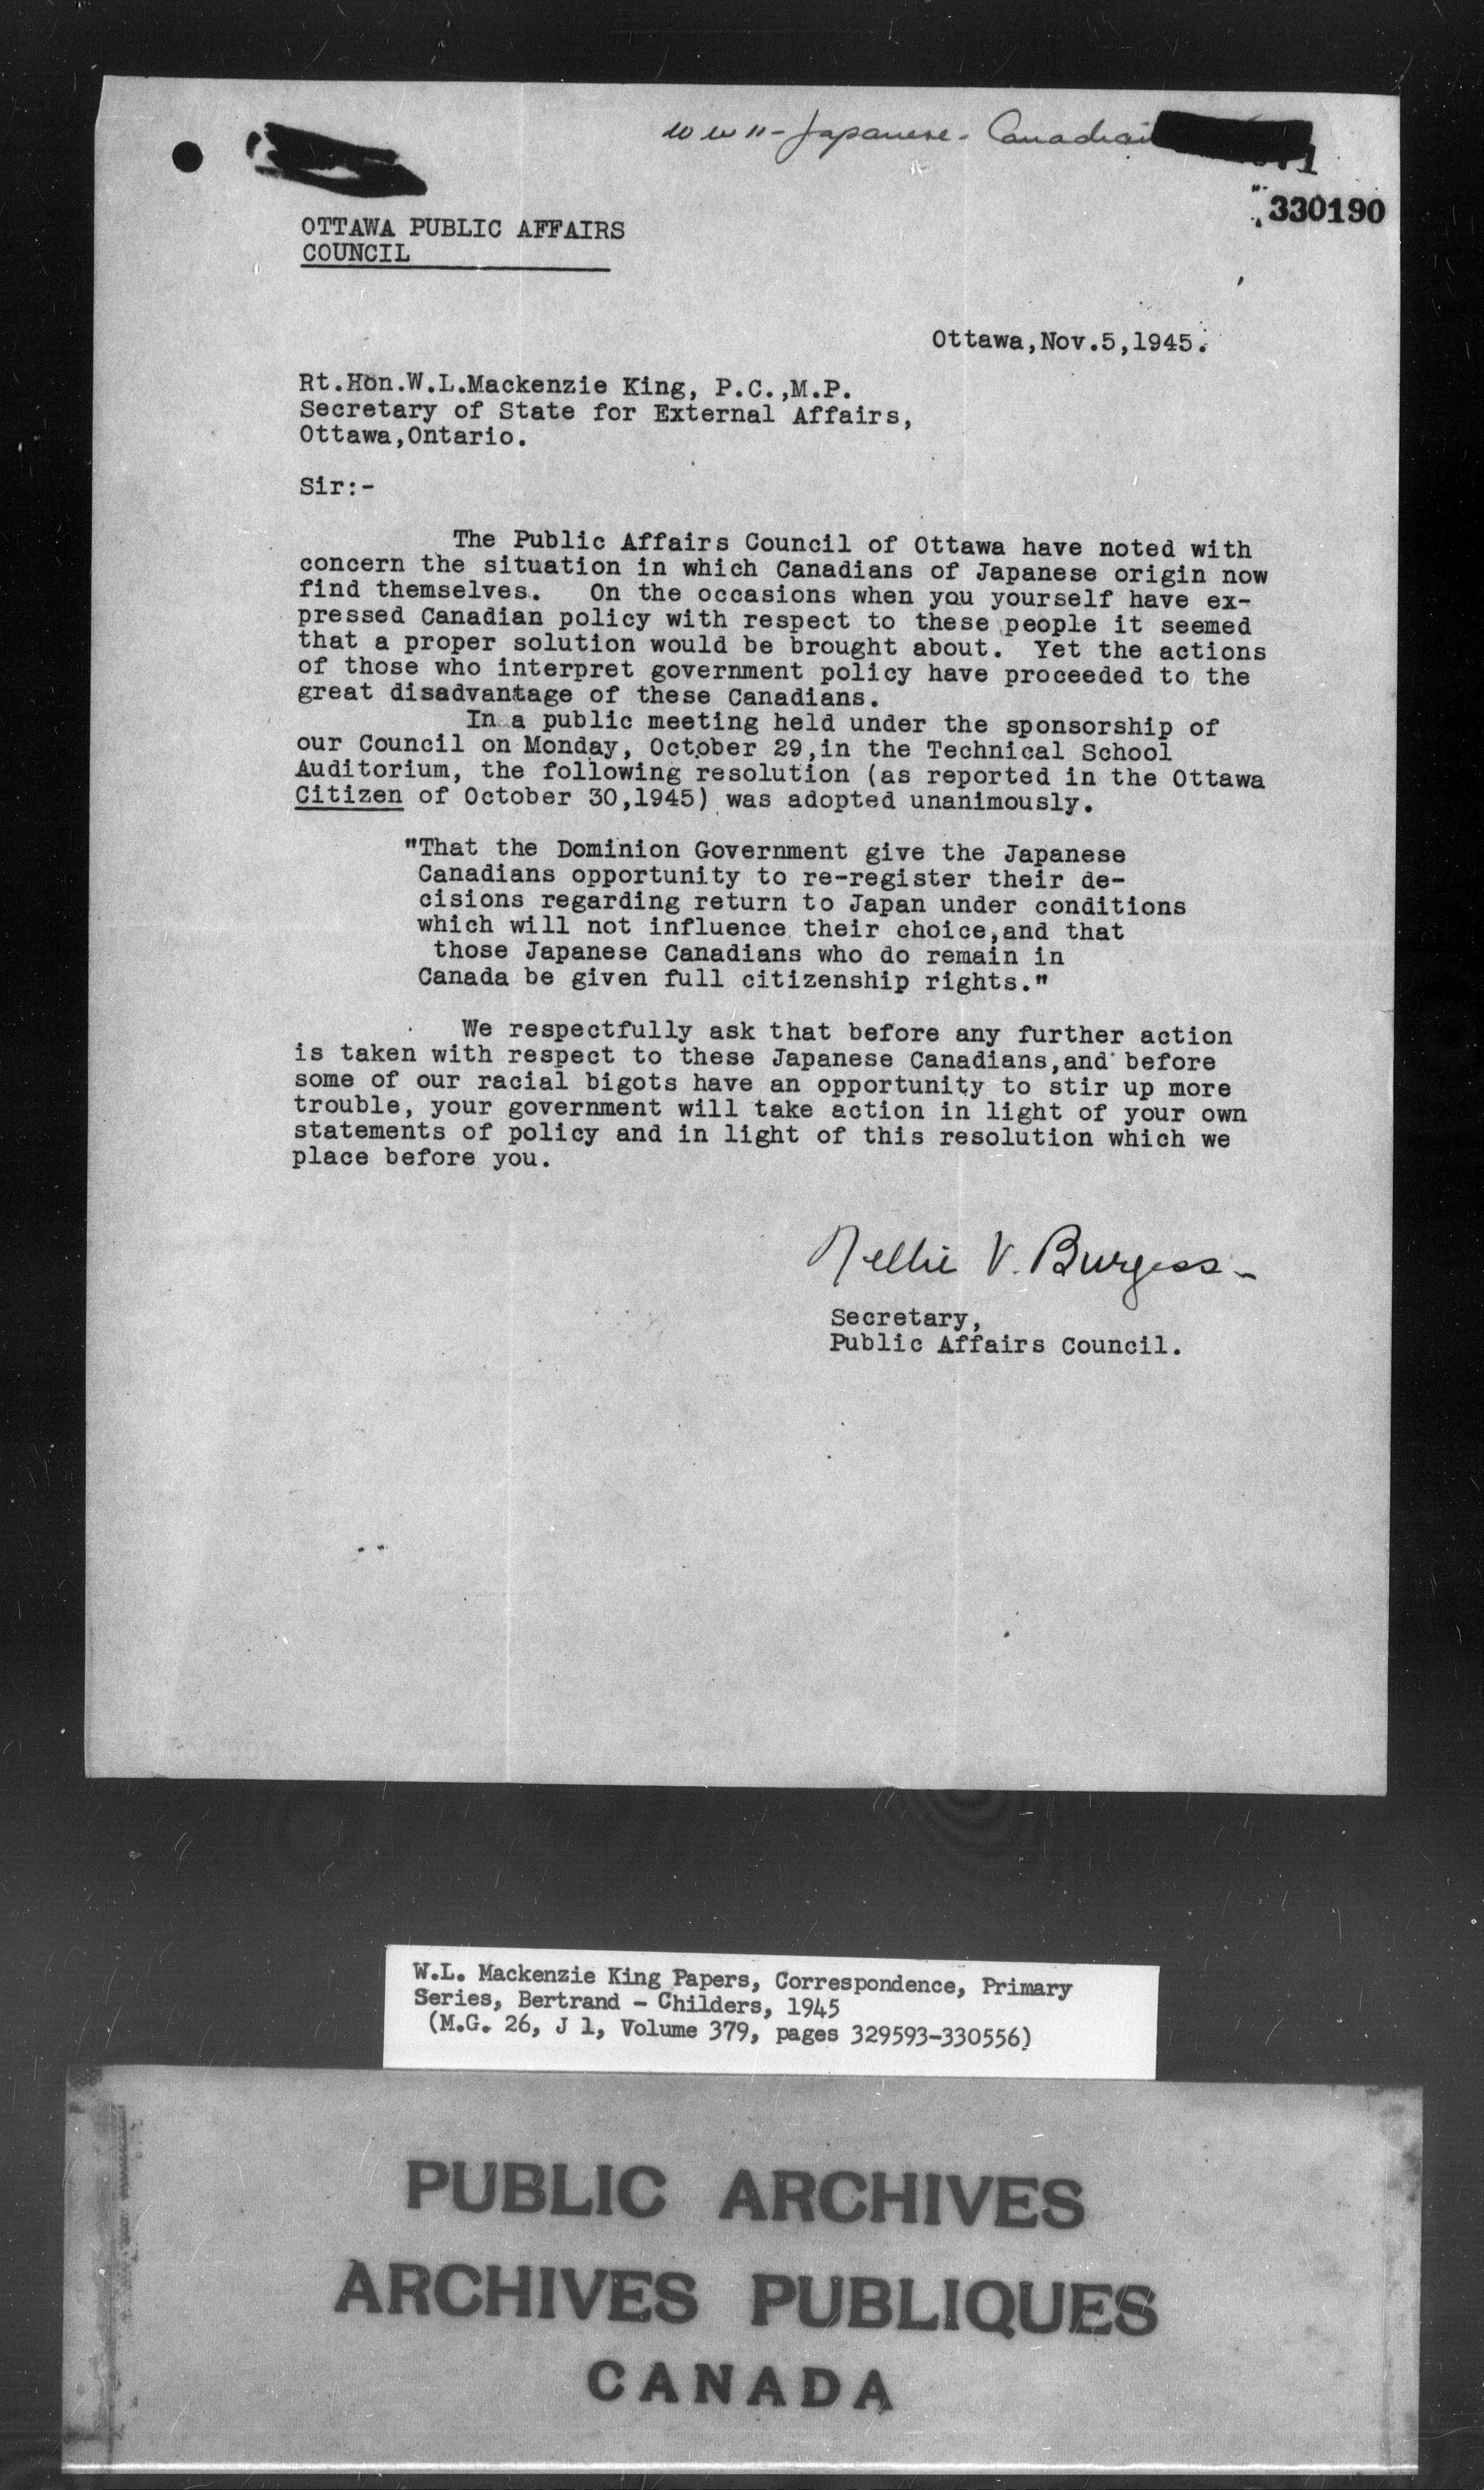 WWII - Japanese - Canadian
330190
OTTAWA PUBLIC AFFAIRS
COUNCIL
Ottawa,Nov.5,1945.
Rt.Hon.W.L.Mackenzie King, P.C.,M.P.
Secretary of State for External Affairs,
Ottawa,Ontario.
Sir:-
The Public Affairs Council of Ottawa have noted with
concern the situation in which Canadians of Japanese origin now
find themselves. On the occasions when you yourself have ex-
pressed Canadian policy with respect to these people it seemed
that a proper solution would be brought about. Yet the actions
of those who interpret government policy have proceeded to the
great disadvantage of these Canadians.
In a public meeting held under the sponsorship of
our Council on Monday, October 29,in the Technical School
Auditorium, the following resolution (as reported in the Ottawa
Citizen of October 30,1945) was adopted unanimously.
"That the Dominion Government give the Japanese
Canadians opportunity to re-register their de-
cisions regarding return to Japan under conditions
which will not influence their choice,and that
those Japanese Canadians who do remain in
Canada be given full citizenship rights."
We respectfully ask that before any further action
is taken with respect to these Japanese Canadians,and before
some of our racial bigots have an opportunity to stir up more
trouble, your government will take action in light of your own
statements of policy and in light of this resolution which we
place before you.
Nellie V. Burgess
Secretary,
Public Affairs Council.
W.L. Mackenzie King Papers, Correspondence, Primary
Series, Bertrand - Childers, 1945
(M.G. 26, J 1, Volume 379, pages 329593-330556)
PUBLIC ARCHIVES
ARCHIVES PUBLIQUES
CANADA